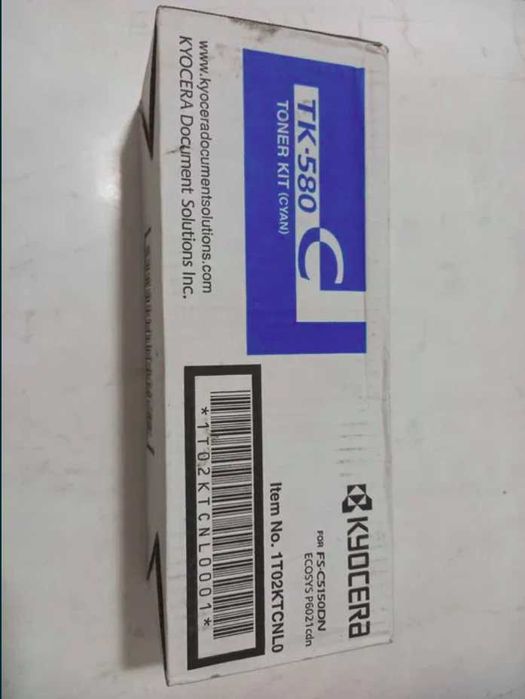 TK-580
TONER KIT (CYAN)
C
www.kyoceradocumentsolutions.com
KYOCERA Document Solutions Inc.
KYOCERA
FOR FS-C5150DN
ECOSYS P6021cdn
Item No. 1T02KTCNL0
*1T02KTCNL0001*